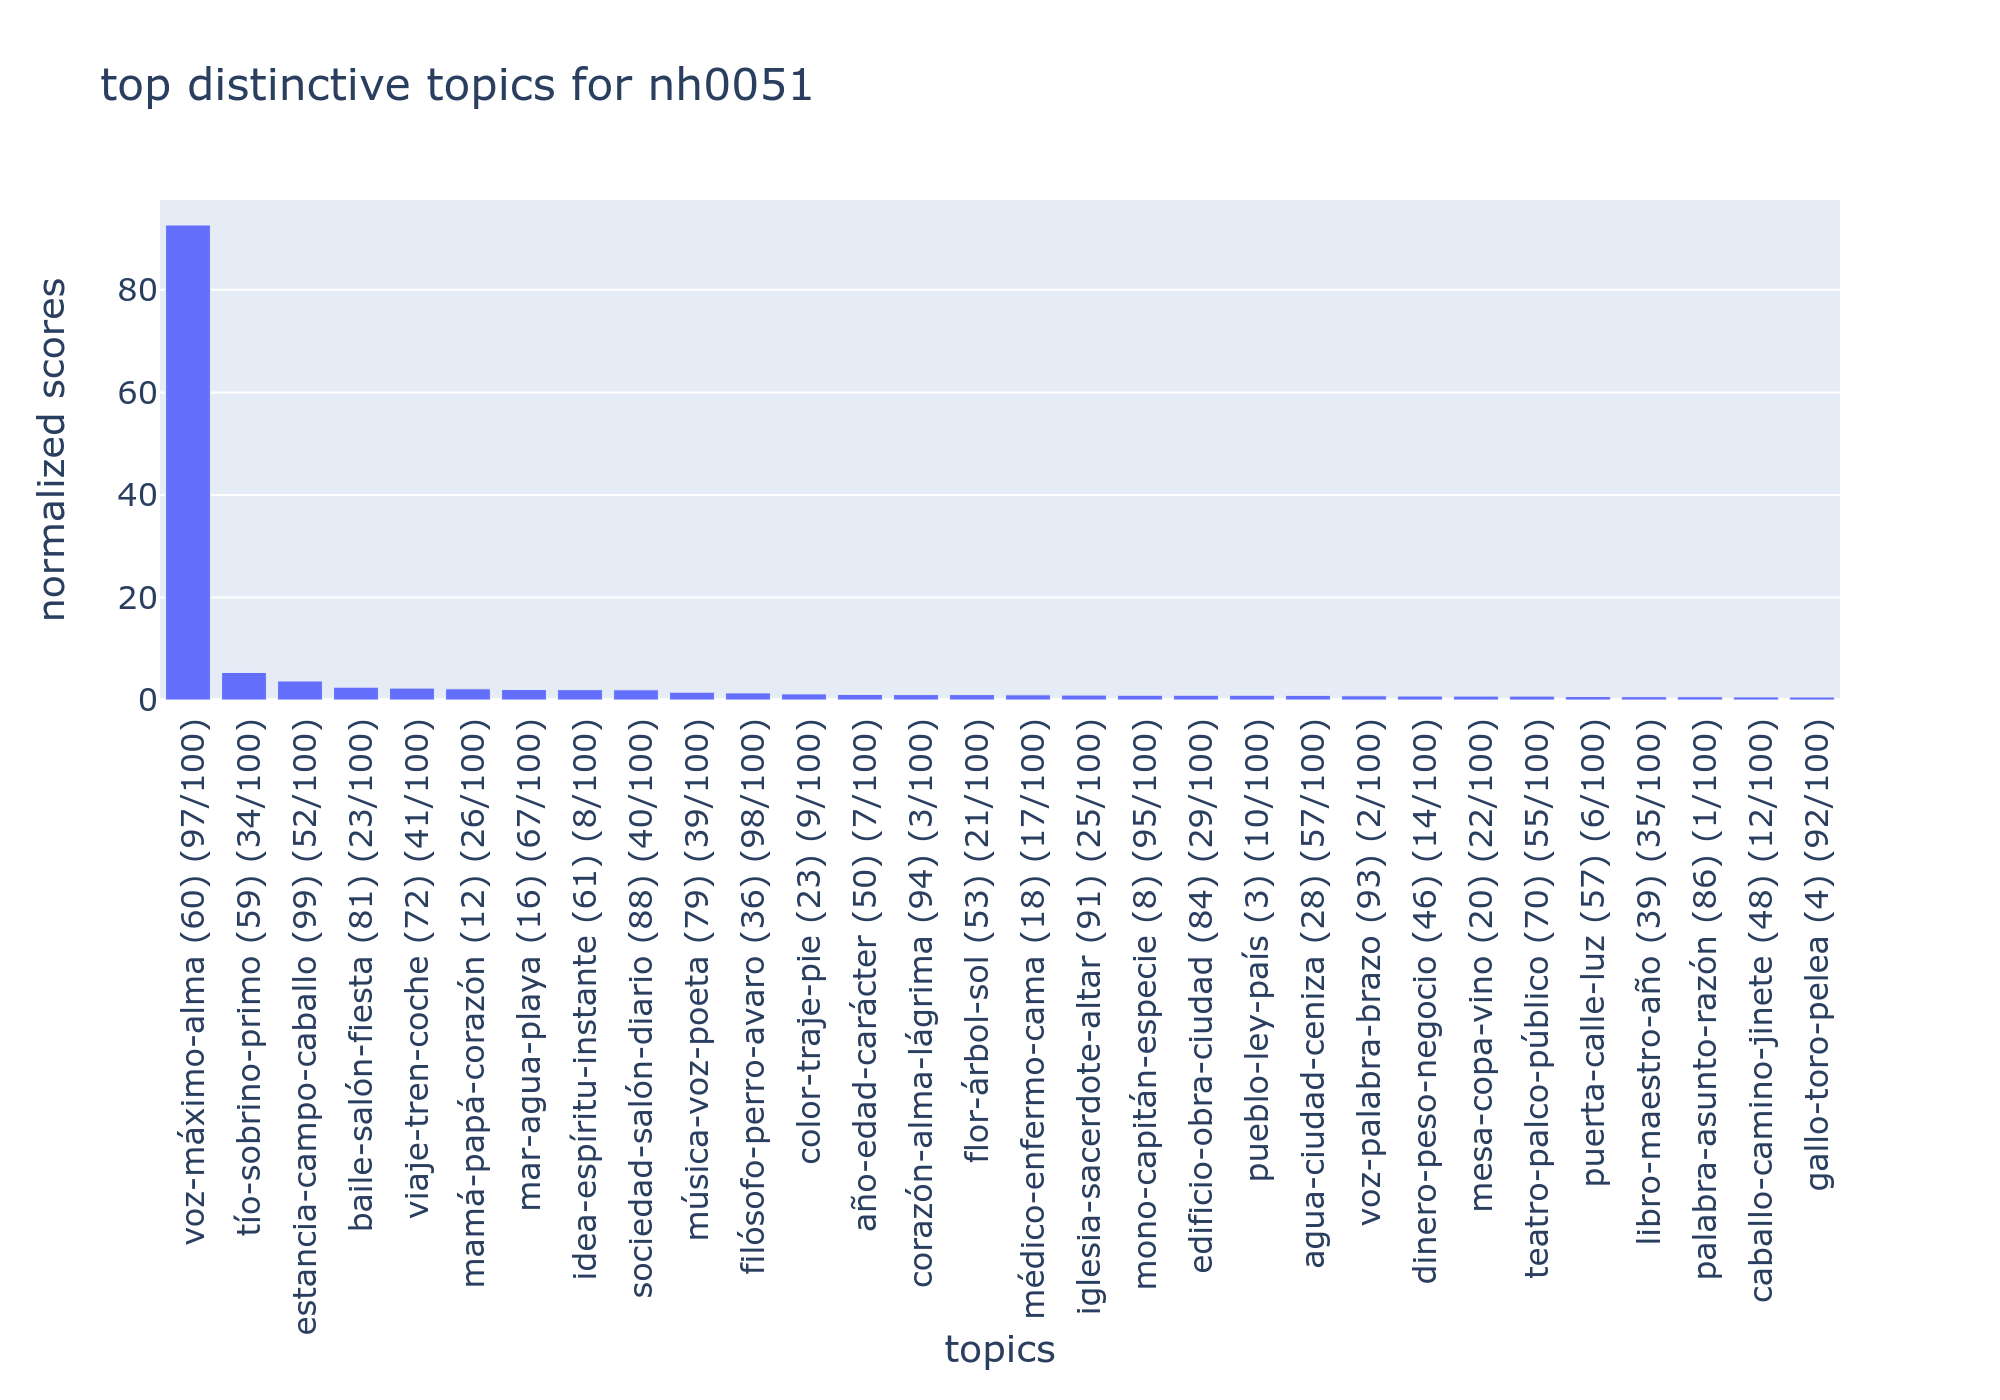 top distinctive topics for nh0051
normalized scores
80
60
40
20
0
voz-máximo-alma (60) (97/100)
tío-sobrino-primo (59) (34/100)
estancia-campo-caballo (99) (52/100)
baile-salón-fiesta (81) (23/100)
viaje-tren-coche (72) (41/100)
mamá-papá-corazón (12) (26/100)
mar-agua-playa (16) (67/100)
idea-espíritu-instante (61) (8/100)
sociedad-salón-diario (88) (40/100)
música-voz-poeta (79) (39/100)
filósofo-perro-avaro (36) (98/100)
color-traje-pie (23) (9/100)
año-edad-carácter (50) (7/100)
corazón-alma-lágrima (94) (3/100)
flor-árbol-sol (53) (21/100)
médico-enfermo-cama (18) (17/100)
iglesia-sacerdote-altar (91) (25/100)
mono-capitán-especie (8) (95/100)
edificio-obra-ciudad (84) (29/100)
pueblo-ley-país (3) (10/100)
agua-ciudad-ceniza (28) (57/100)
voz-palabra-brazo (93) (2/100)
dinero-peso-negocio (46) (14/100)
mesa-copa-vino (20) (22/100)
teatro-palco-público (70) (55/100)
puerta-calle-luz (57) (6/100)
libro-maestro-año (39) (35/100)
palabra-asunto-razón (86) (1/100)
caballo-camino-jinete (48) (12/100)
gallo-toro-pelea (4) (92/100)
topics